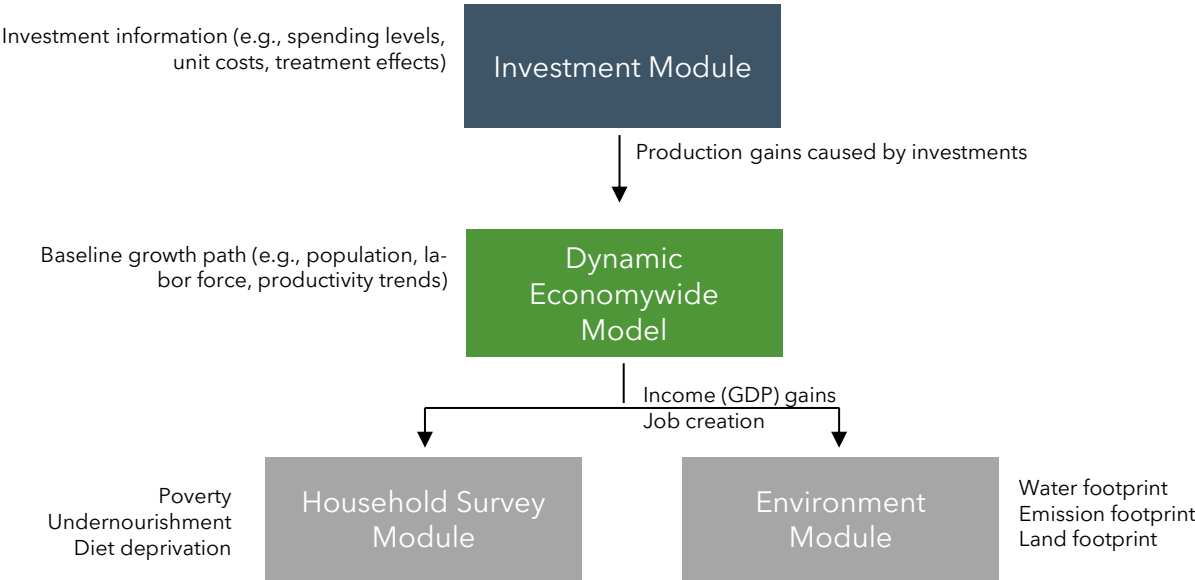 Investment information (e.g., spending levels,
unit costs, treatment effects)
Investment Module
Production gains caused by investments
Baseline growth path (e.g., population, la-
bor force, productivity trends)
Dynamic
Economywide
Model
Income (GDP) gains
Job creation
Poverty
Undernourishment
Diet deprivation
Household Survey
Module
Environment
Module
Water footprint
Emission footprint
Land footprint